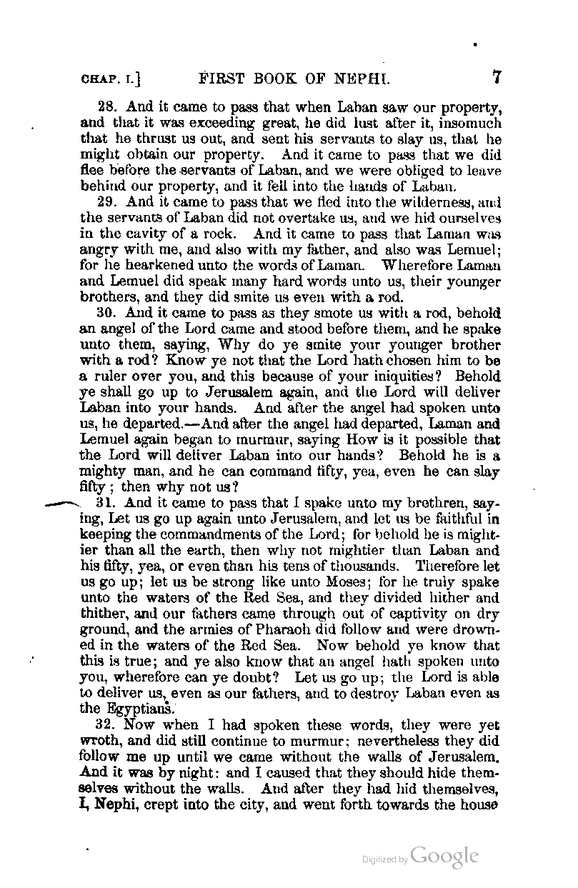 CHAP. I.] FIRST BOOK OF NEPHI. 7
28. And it came to pass that when Laban saw our property,
and that it was exceeding great, he did lust after it, insomuch
that he thrust us out, and sent his servants to slay us, that he
might obtain our property. And it came to pass that we did
flee before the servants of Laban, and we were obliged to leave
behind our property, and it fell into the hands of Laban.
29. And it came to pass that we fled into the wilderness, and
the servants of Laban did not overtake us, and we hid ourselves
in the cavity of a rock. And it came to pass that Laman was
angry with me, and also with my father, and also was Lemuel;
for he hearkened unto the words of Laman. Wherefore Laman
and Lemuel did speak many hard words unto us, their younger
brothers, and they did smite us even with a rod.
30. And it came to pass as they smote us with a rod, behold
an angel of the Lord came and stood before them, and he spake
unto them, saying, Why do ye smite your younger brother
with a rod? Know ye not that the Lord hath chosen him to be
a ruler over you, and this because of your iniquities? Behold
ye shall go up to Jerusalem again, and the Lord will deliver
Laban into your hands. And after the angel had spoken unto
us, he departed.—And after the angel had departed, Laman and
Lemuel again began to murmur, saying How is it possible that
the Lord will deliver Laban into our hands? Behold he is a
mighty man, and he can command fifty, yea, even he can slay
fifty; then why not us?
31. And it came to pass that I spake unto my brethren, say-
ing, Let us go up again unto Jerusalem, and let us be faithful in
keeping the commandments of the Lord; for behold he is might-
ier than all the earth, then why not mightier than Laban and
his fifty, yea, or even than his tens of thousands. Therefore let
us go up; let us be strong like unto Moses; for he truly spake
unto the waters of the Red Sea, and they divided hither and
thither, and our fathers came through out of captivity on dry
ground, and the armies of Pharaoh did follow and were drown-
ed in the waters of the Red Sea. Now behold ye know that
this is true; and ye also know that an angel hath spoken unto
you, wherefore can ye doubt? Let us go up; the Lord is able
to deliver us, even as our fathers, and to destroy Laban even as
the Egyptians.
32. Now when I had spoken these words, they were yet
wroth, and did still continue to murmur; nevertheless they did
follow me up until we came without the walls of Jerusalem.
And it was by night: and I caused that they should hide them-
selves without the walls. And after they had hid themselves,
I, Nephi, crept into the city, and went forth towards the house
Digitized by Google